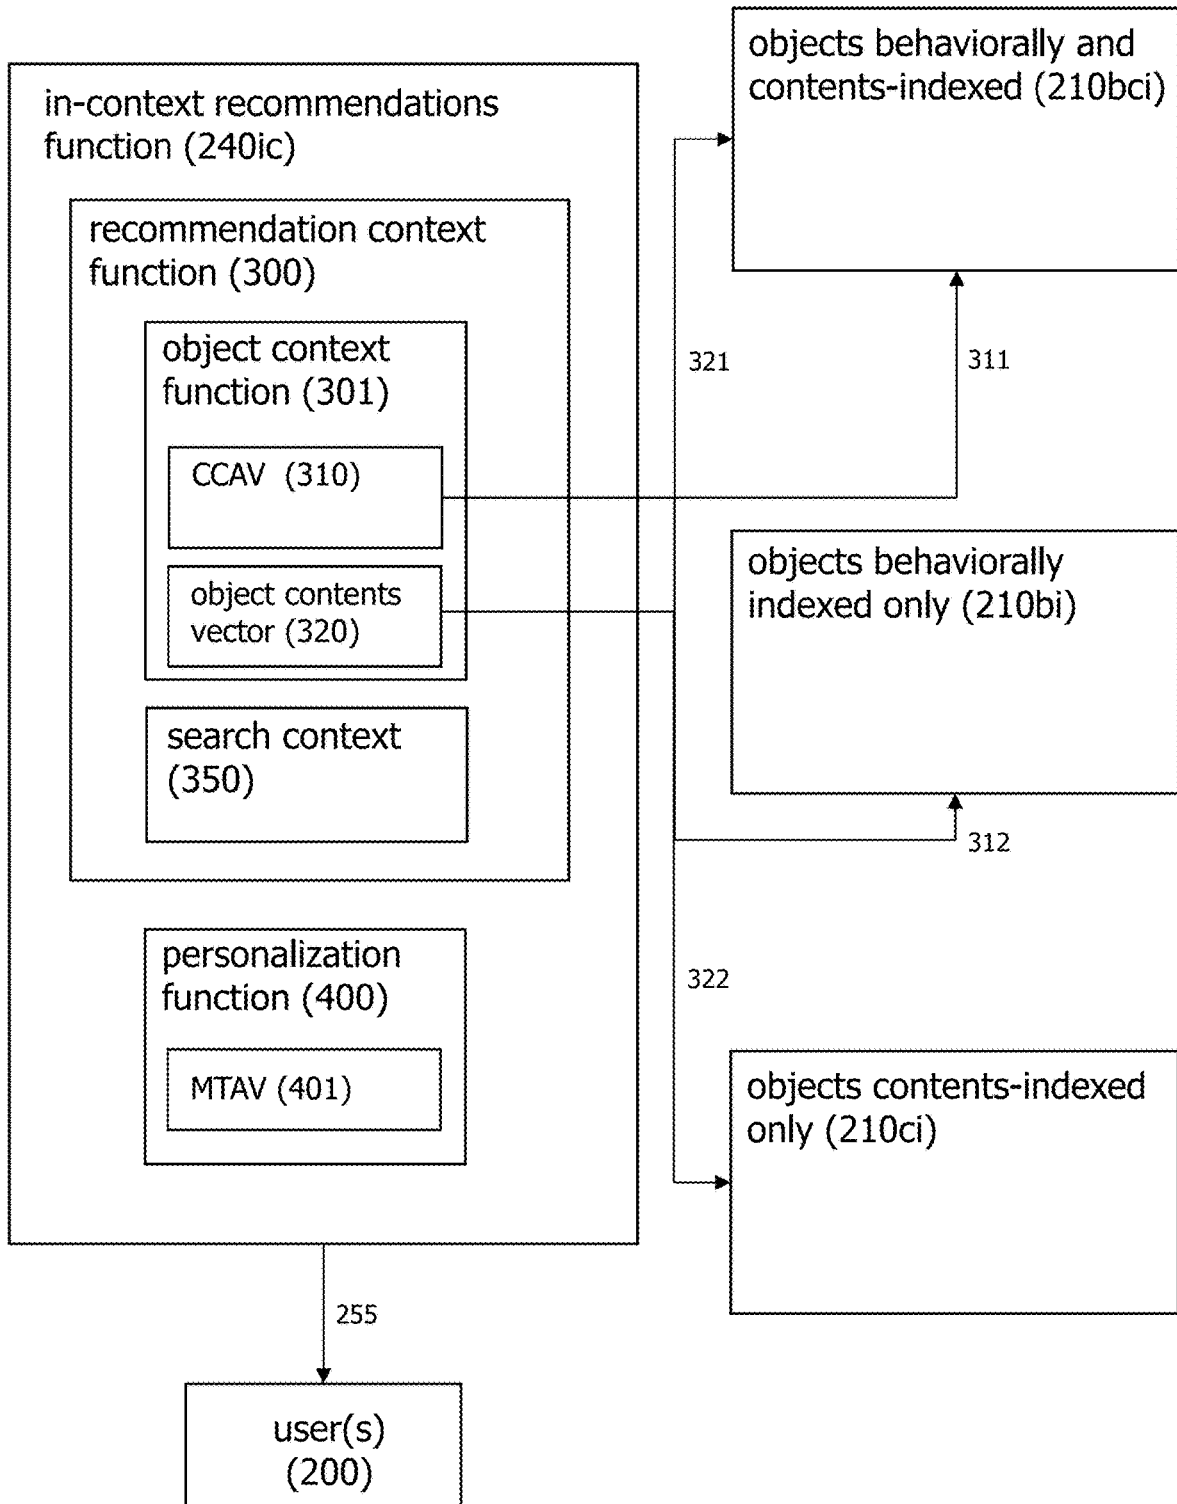 objects behaviorally and
contents-indexed (210bci)
in-context recommendations
function (240ic)
recommendation context
function (300)
object context
function (301)
321
311
CCAV (310)
objects behaviorally
indexed only (210bi)
object contents
vector (320)
search context
(350)
312
personalization
function (400)
322
MTAV (401)
objects contents-indexed
only (210ci)
255
user(s)
(200)